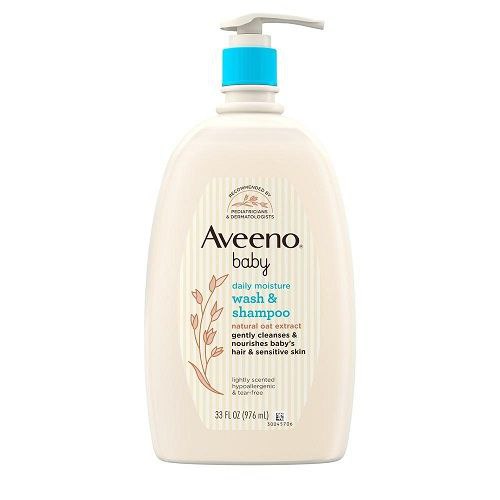 RECOMMENDED BY
PEDIATRICIANS
& DERMATOLOGISTS
Aveeno®
baby
daily moisture
wash &
shampoo
natural oat extract
gently cleanses &
nourishes baby's
hair & sensitive skin
lightly scented
hypoallergenic
& tear-free
33 FL OZ (976 mL)
30045706